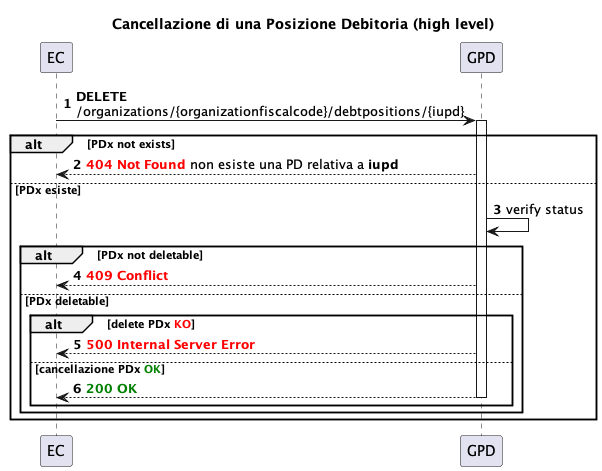 Cancellazione di una Posizione Debitoria (high level)
EC
GPD
1 DELETE
/organizations/{organizationfiscalcode}/debtpositions/{iupd}
alt [PDx not exists]
2 404 Not Found non esiste una PD relativa a iupd
[PDx esiste]
3 verify status
alt [PDx not deletable]
4 409 Conflict
[PDx deletable]
alt [delete PDx KO]
5 500 Internal Server Error
[cancellazione PDx OK]
6 200 OK
EC
GPD